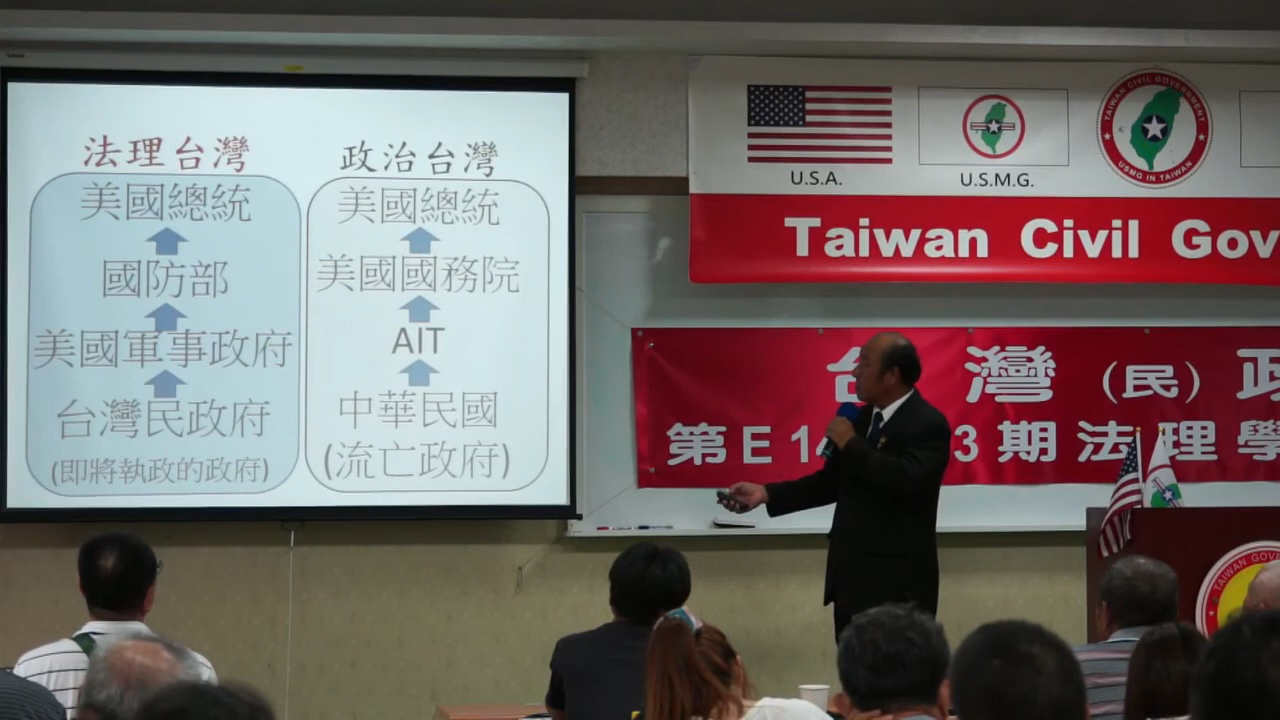 法理台灣
美國總統
國防部
美國軍事政府
台灣民政府
(即將執政的政府)
政治台灣
美國總統
美國國務院
AIT
中華民國
(流亡政府)
U.S.A.
U.S.M.G.
TAIWAN CIVIL GOVERNMENT
USMG IN TAIWAN
Taiwan Civil Gov
台灣(民)政
第E1 3期法理學
TAIWAN GOV